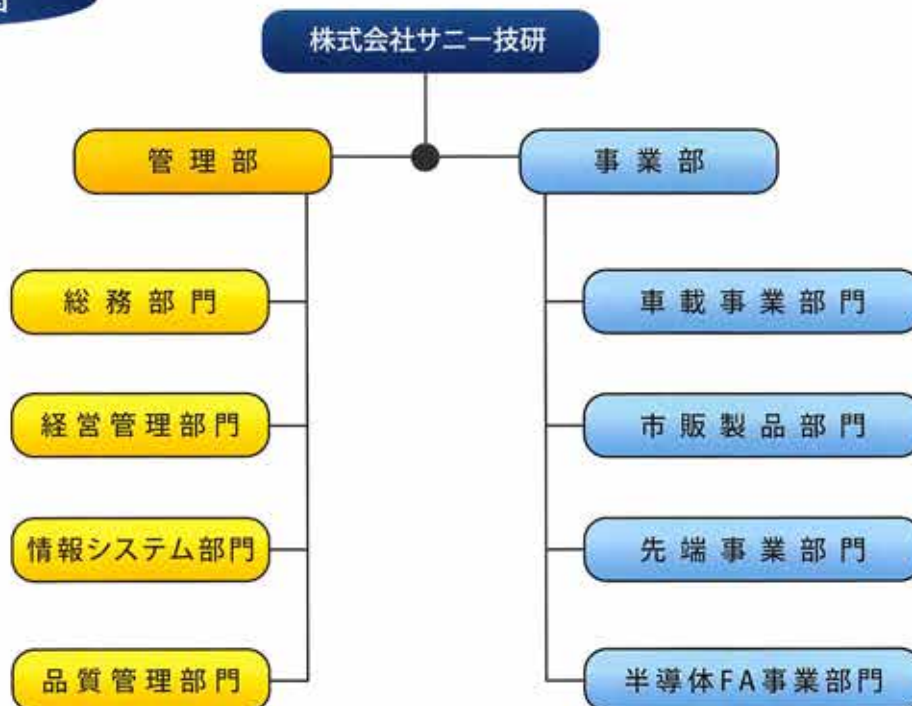 株式会社サニー技研
管理部
事業部
総務部門
車載事業部門
経営管理部門
市販製品部門
情報システム部門
先端事業部門
品質管理部門
半導体FA事業部門